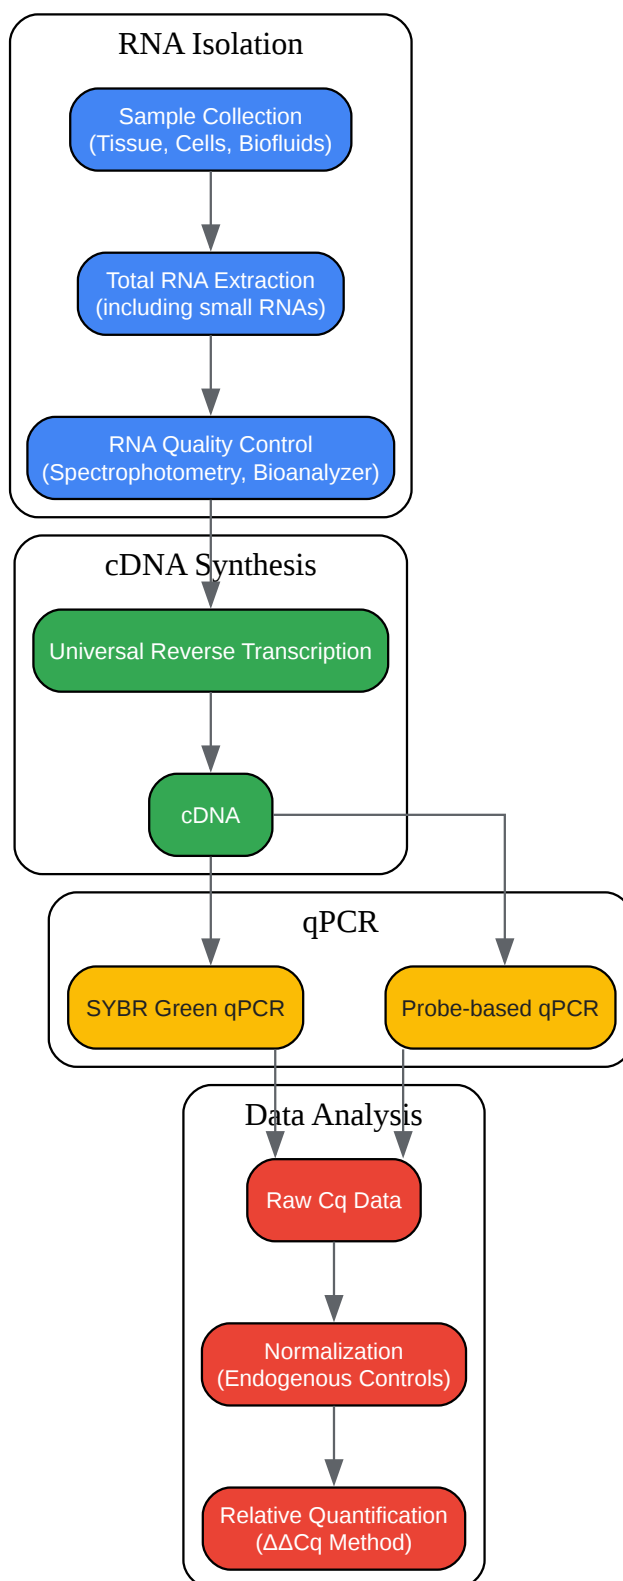 RNA Isolation
Sample Collection
(Tissue, Cells, Biofluids)
Total RNA Extraction
(including small RNAs)
RNA Quality Control
(Spectrophotometry, Bioanalyzer)
cDNA Synthesis
Universal Reverse Transcription
cDNA
qPCR
SYBR Green qPCR
Probe-based qPCR
Data Analysis
Raw Cq Data
Normalization
(Endogenous Controls)
Relative Quantification
(ΔΔCq Method)